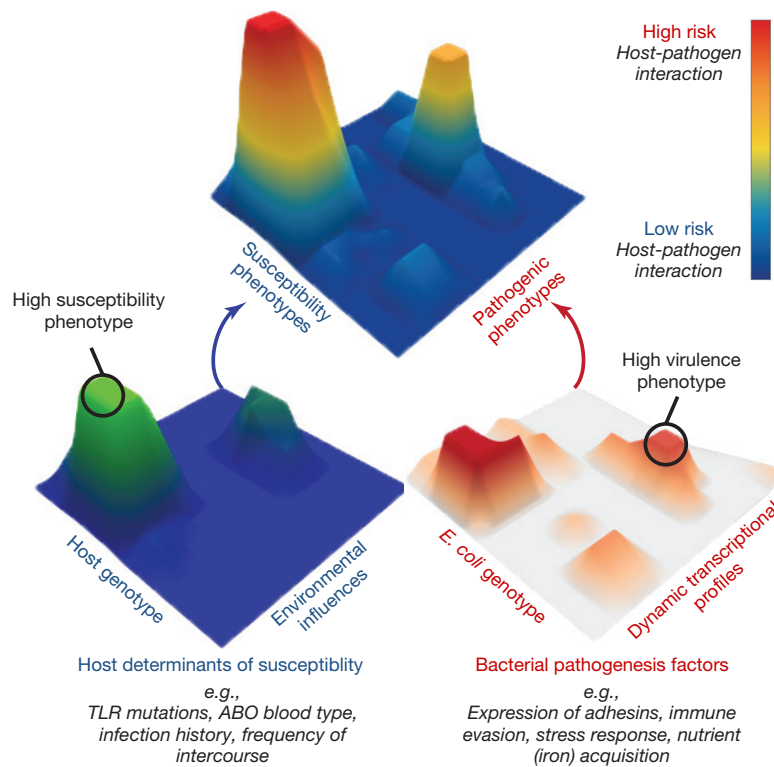 High risk
Host-pathogen
interaction
Low risk
Host-pathogen
interaction
Susceptibility
phenotypes
Pathogenic
phenotypes
High susceptibility
phenotype
High virulence
phenotype
Host genotype
Environmental
influences
E. coli genotype
Dynamic transcriptional
profiles
Host determinants of susceptiblity
e.g.,
TLR mutations, ABO blood type,
infection history, frequency of
intercourse
Bacterial pathogenesis factors
e.g.,
Expression of adhesins, immune
evasion, stress response, nutrient
(iron) acquisition